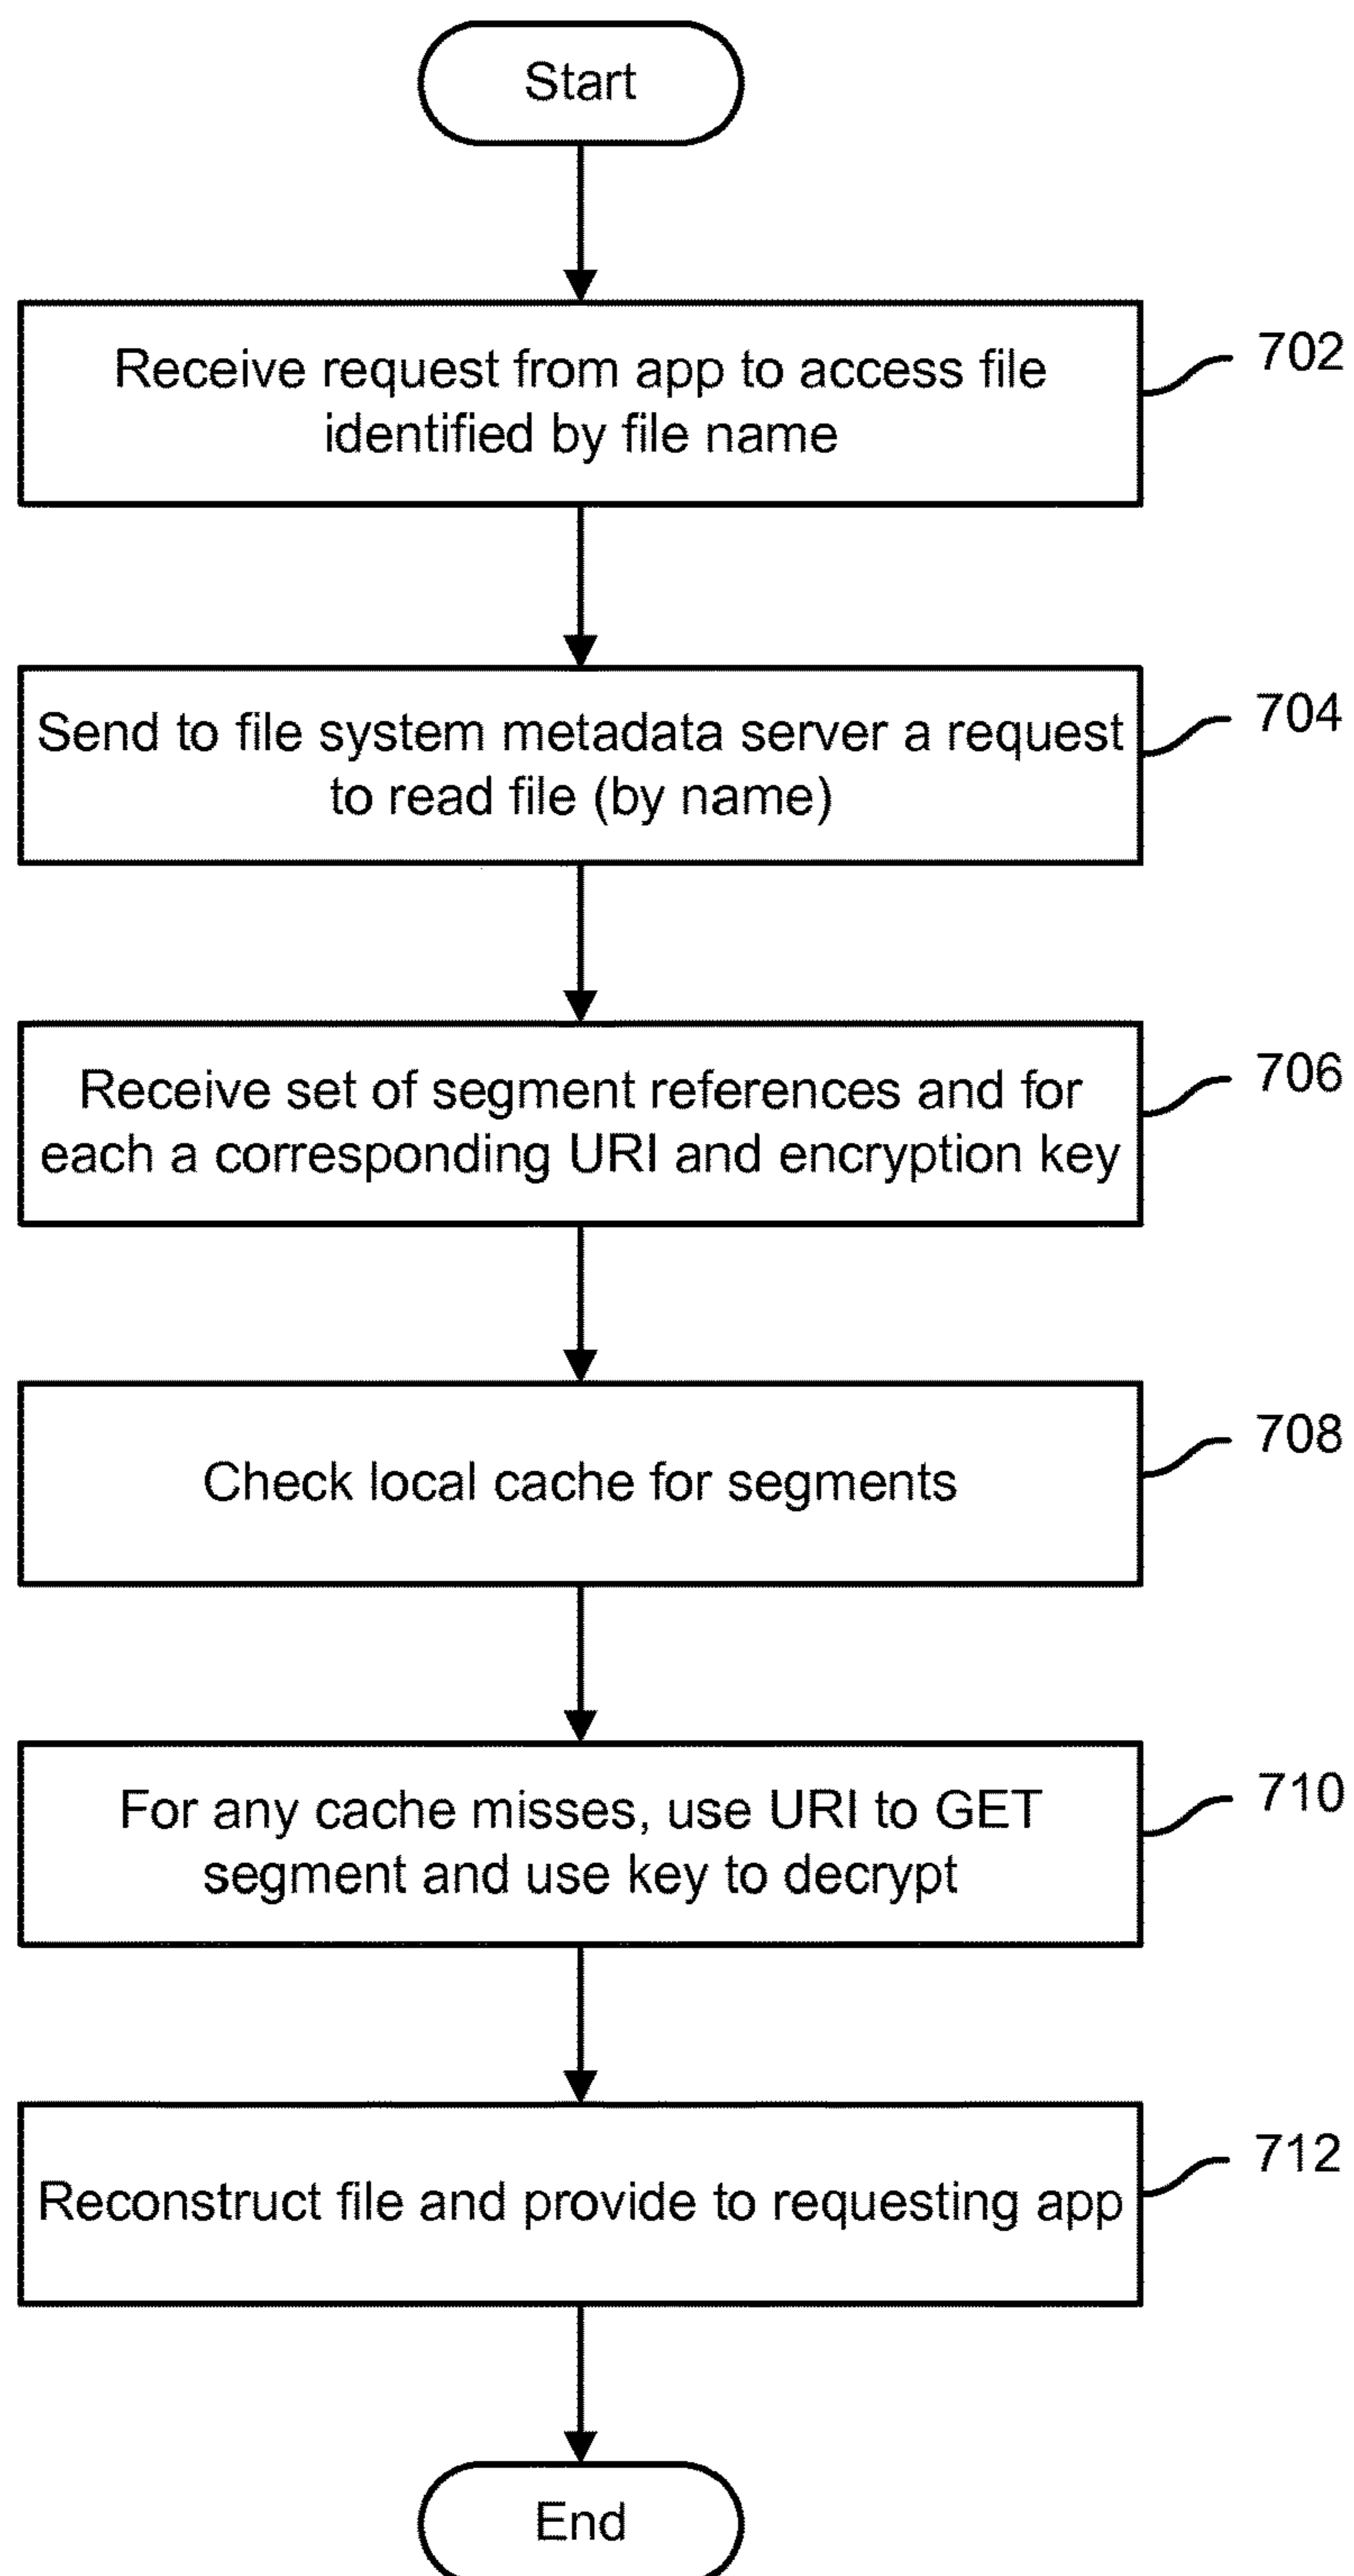 Start
Receive request from app to access file
identified by file name
702
Send to file system metadata server a request
to read file (by name)
704
Receive set of segment references and for
each a corresponding URI and encryption key
706
Check local cache for segments
708
For any cache misses, use URI to GET
segment and use key to decrypt
710
Reconstruct file and provide to requesting app
712
End